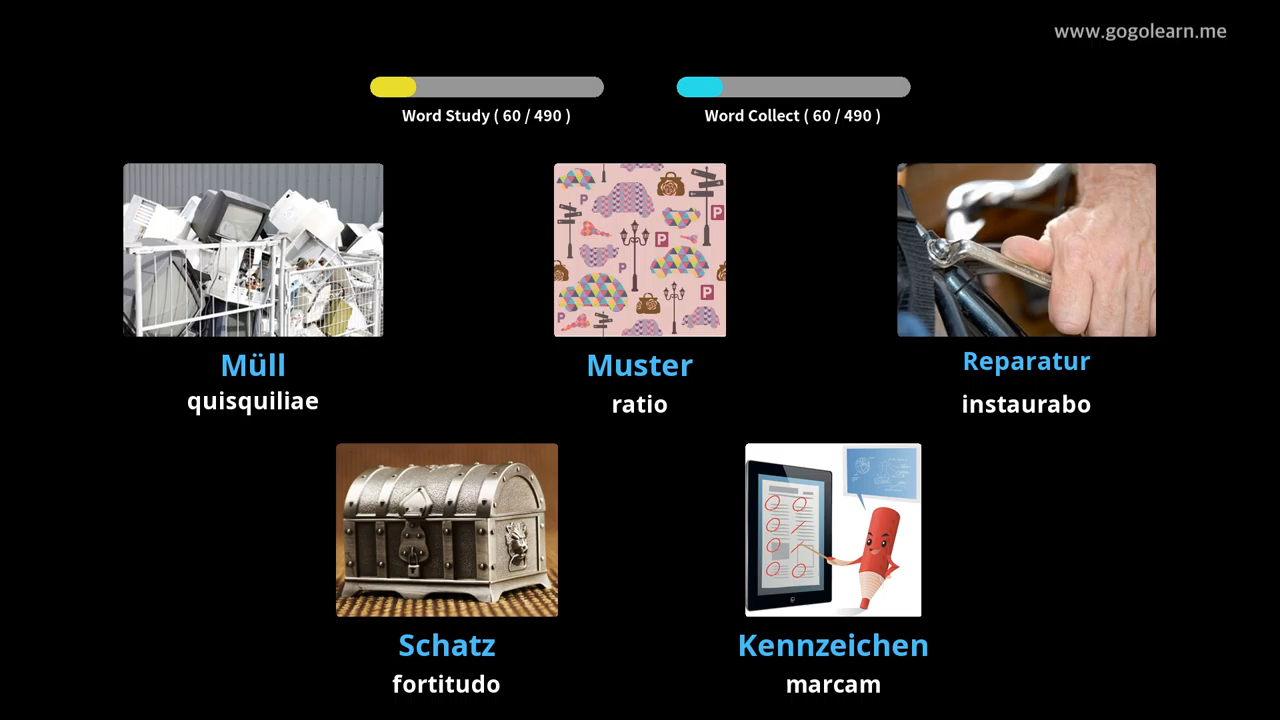 www.gogolearn.me
Word Study ( 60 / 490 )
Word Collect ( 60 / 490 )
P
P
P
P
P
P
Müll
quisquiliae
Muster
ratio
Reparatur
instaurabo
Schatz
fortitudo
Kennzeichen
marcam